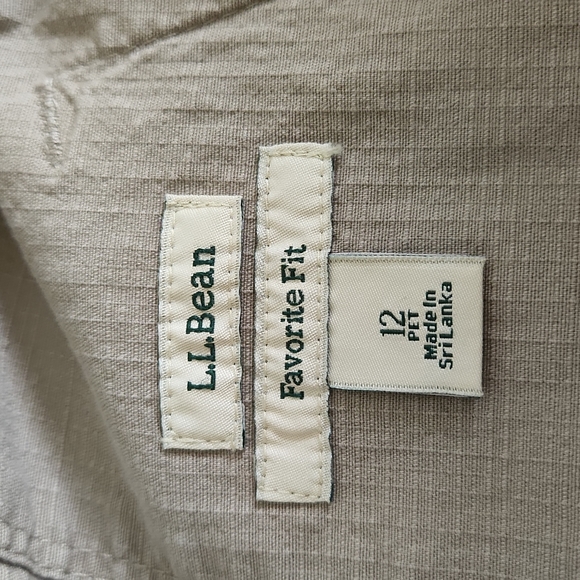 L.L.Bean
Favorite Fit
12
PET
Made In
Sri Lanka